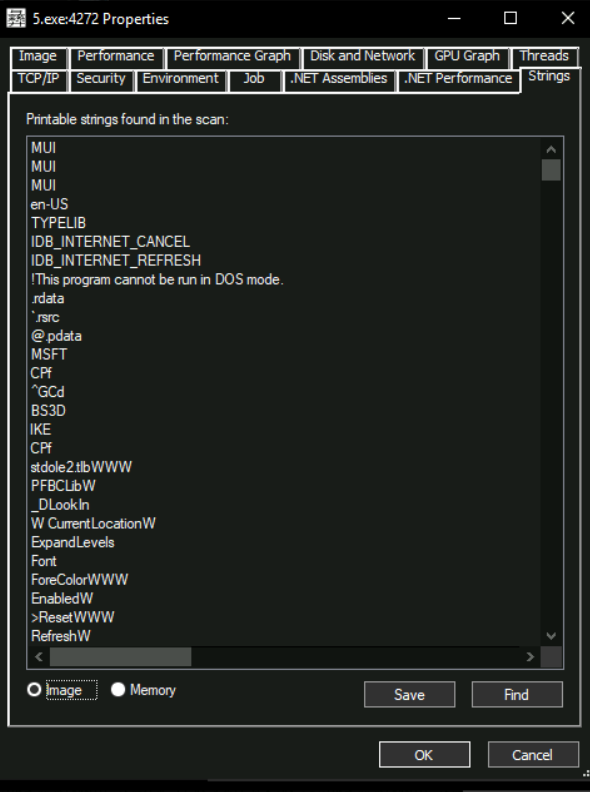 5.exe:4272 Properties
Image Performance Performance Graph Disk and Network GPU Graph Threads
TCP/IP Security Environment Job .NET Assemblies .NET Performance Strings
Printable strings found in the scan:
MUI
MUI
MUI
en-US
TYPELIB
IDB_INTERNET_CANCEL
IDB_INTERNET_REFRESH
!This program cannot be run in DOS mode.
.rdata
`.rsrc
@.pdata
MSFT
CPf
^GCd
BS3D
IKE
CPf
stdole2.tlbWWW
PFBCLibW
_DLookIn
W CurrentLocationW
ExpandLevels
Font
ForeColorWWW
EnabledW
>ResetWWW
RefreshW
Image Memory Save Find
OK Cancel